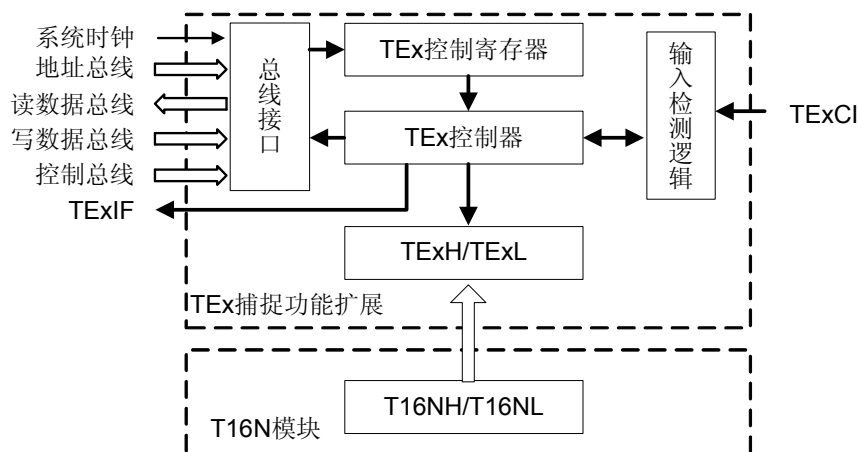 系统时钟
地址总线
读数据总线
写数据总线
控制总线
TExIF
总线接口
TEx控制寄存器
TEx控制器
TExH/TExL
输入检测逻辑
TExCI
TEx捕捉功能扩展
T16NH/T16NL
T16N模块